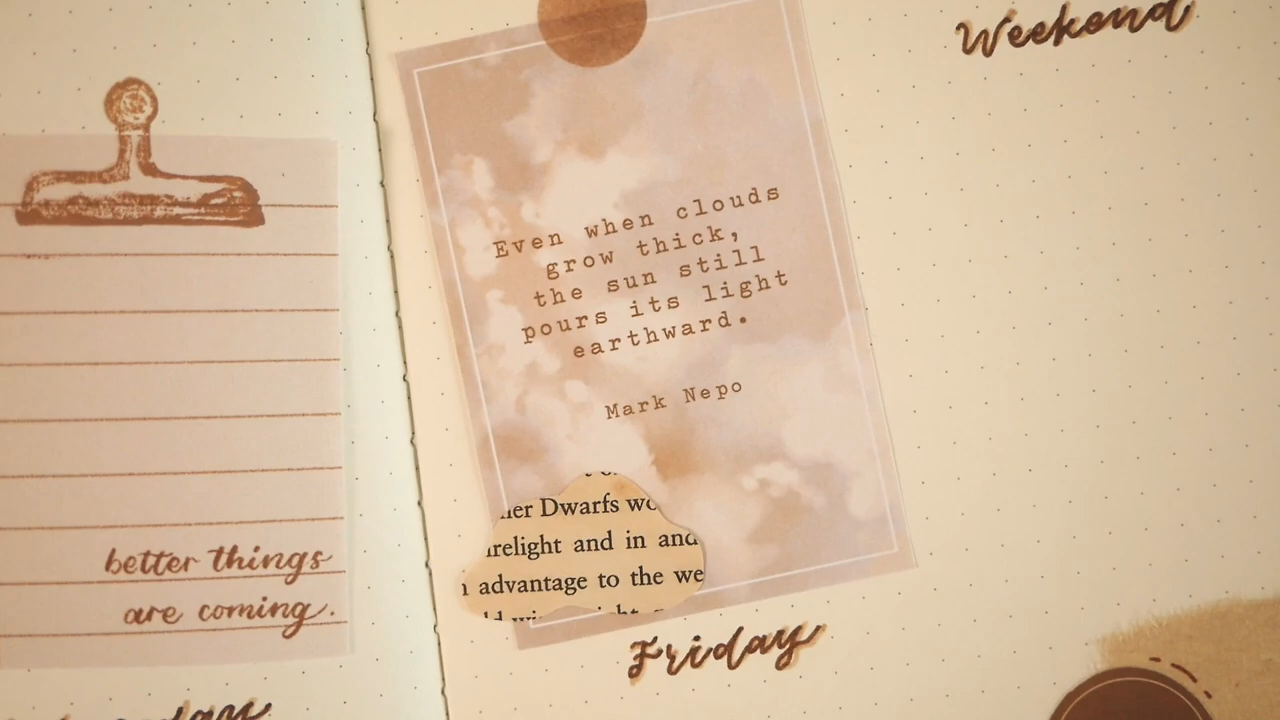 better things
are coming.
Weekend
Even when clouds
grow thick,
the sun still
pours its light
earthward.
Mark Nepo
Dwarfs
and in and
advantage to the we
Friday